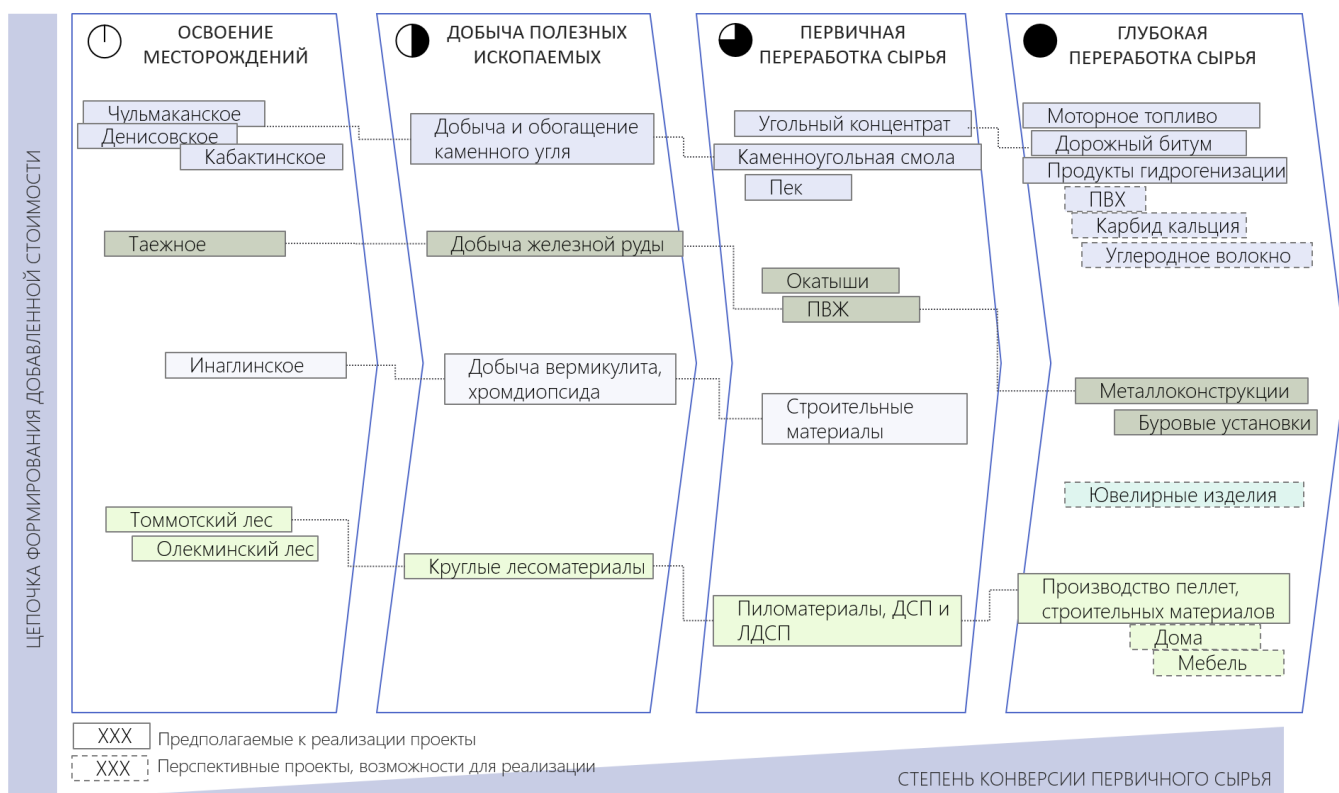 ЦЕПОЧКА ФОРМИРОВАНИЯ ДОБАВЛЕННОЙ СТОИМОСТИ
ОСВОЕНИЕ
МЕСТОРОЖДЕНИЙ
Чульмаканское
Денисовское
Кабактинское
Таежное
Инаглинское
Томмотский лес
Олекминский лес
ДОБЫЧА ПОЛЕЗНЫХ
ИСКОПАЕМЫХ
Добыча и обогащение
каменного угля
Добыча железной руды
Добыча вермикулита,
хромдиопсида
Круглые лесоматериалы
ПЕРВИЧНАЯ
ПЕРЕРАБОТКА СЫРЬЯ
Угольный концентрат
Каменноугольная смола
Пек
Окатыши
ПВЖ
Строительные
материалы
Пиломатериалы, ДСП и
ЛДСП
ГЛУБОКАЯ
ПЕРЕРАБОТКА СЫРЬЯ
Моторное топливо
Дорожный битум
Продукты гидрогенизации
ПВХ
Карбид кальция
Углеродное волокно
Металлоконструкции
Буровые установки
Ювелирные изделия
Производство пеллет,
строительных материалов
Дома
Мебель
XXX Предполагаемые к реализации проекты
XXX Перспективные проекты, возможности для реализации
СТЕПЕНЬ КОНВЕРСИИ ПЕРВИЧНОГО СЫРЬЯ